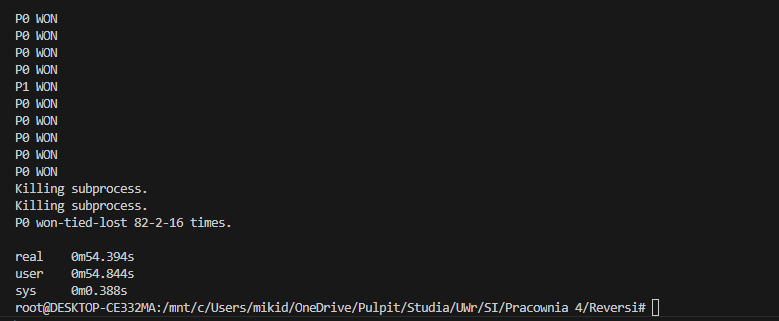 P0 WON
P0 WON
P0 WON
P0 WON
P1 WON
P0 WON
P0 WON
P0 WON
P0 WON
P0 WON
Killing subprocess.
Killing subprocess.
P0 won-tied-lost 82-2-16 times.
real 0m54.394s
user 0m54.844s
sys 0m0.388s
root@DESKTOP-CE332MA:/mnt/c/Users/mikid/OneDrive/Pulpit/Studia/UWr/SI/Pracownia 4/Reversi#